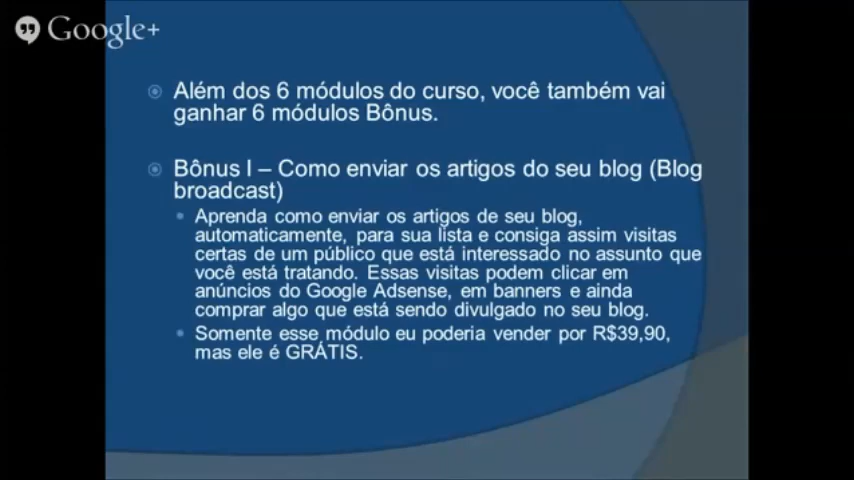 Google+
Além dos 6 módulos do curso, você também vai
ganhar 6 módulos Bônus.
Bônus I – Como enviar os artigos do seu blog (Blog
broadcast)
Aprenda como enviar os artigos de seu blog,
automaticamente, para sua lista e consiga assim visitas
certas de um público que está interessado no assunto que
você está tratando. Essas visitas podem clicar em
anúncios do Google Adsense, em banners e ainda
comprar algo que está sendo divulgado no seu blog.
Somente esse módulo eu poderia vender por R$39,90,
mas ele é GRÁTIS.